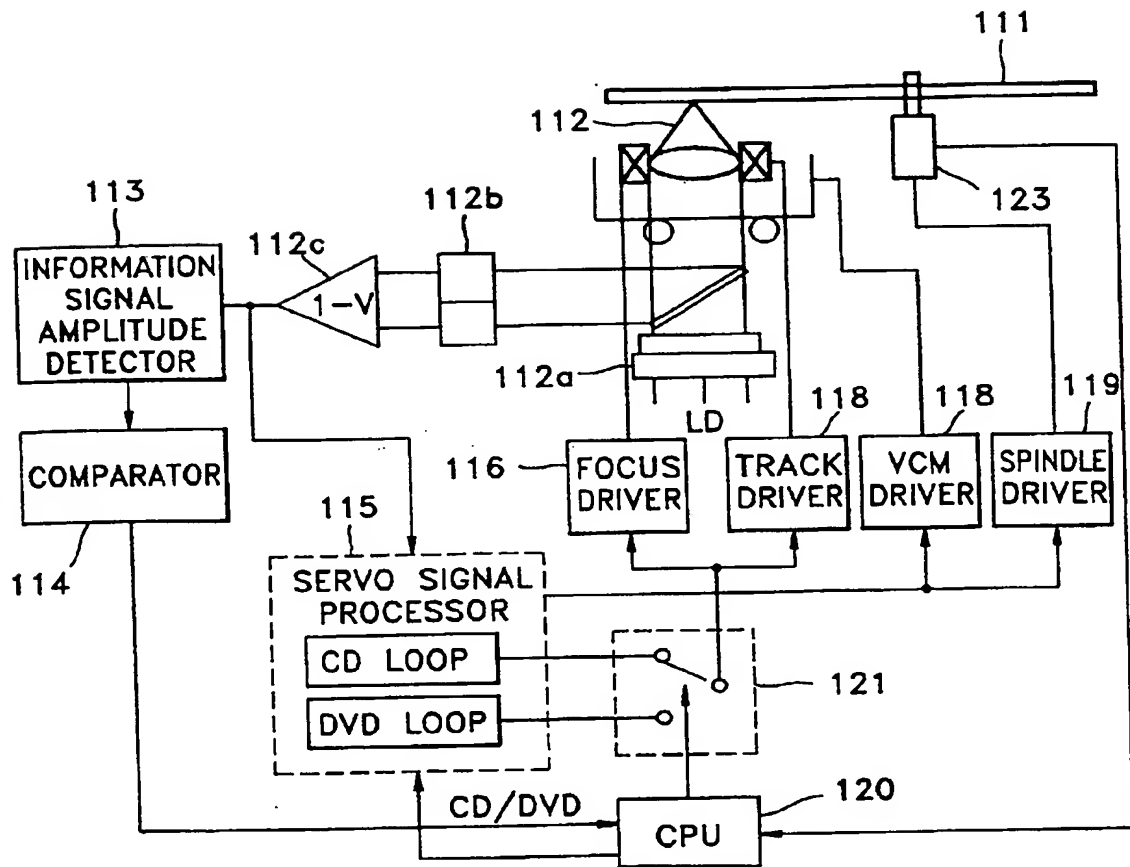 111
112
123
113
112b
112c
INFORMATION
SIGNAL
AMPLITUDE
DETECTOR
1-V
112a
LD
118
118
119
116
FOCUS
DRIVER
TRACK
DRIVER
VCM
DRIVER
SPINDLE
DRIVER
COMPARATOR
114
115
SERVO SIGNAL
PROCESSOR
CD LOOP
DVD LOOP
121
CD/DVD
CPU
120